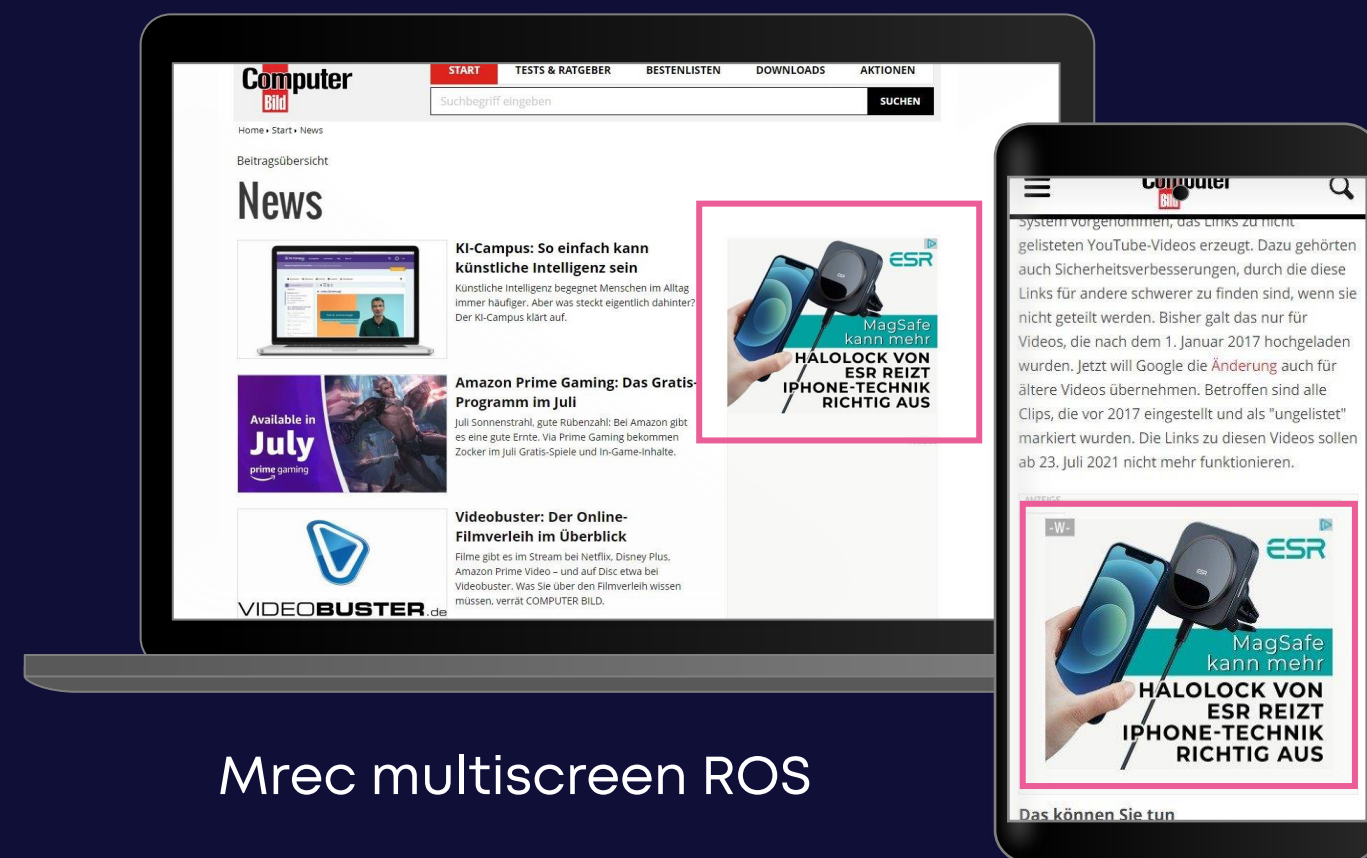 Computer
Bild
START
TESTS & RATGEBER
BESTENLISTEN
DOWNLOADS
AKTIONEN
Suchbegriff eingeben
SUCHEN
Home › Start › News
Beitragsübersicht
News
KI-Campus: So einfach kann
künstliche Intelligenz sein
Künstliche Intelligenz begegnet Menschen im Alltag
immer häufiger. Aber was steckt eigentlich dahinter?
Der KI-Campus klärt auf.
Available in
July
prime gaming
Amazon Prime Gaming: Das Gratis-
Programm im Juli
Juli Sonnenstrahl, gute Rübenzahl: Bei Amazon gibt
es eine gute Ernte. Via Prime Gaming bekommen
Zocker im Juli Gratis-Spiele und In-Game-Inhalte.
VIDEOBUSTER.de
Videobuster: Der Online-
Filmverleih im Überblick
Filme gibt es im Stream bei Netflix, Disney Plus,
Amazon Prime Video – und auf Disc etwa bei
Videobuster. Was Sie über den Filmverleih wissen
müssen, verrät COMPUTER BILD.
ESR
MagSafe
kann mehr
HALOLOCK VON
ESR REIZT
IPHONE-TECHNIK
RICHTIG AUS
Computer
Bild
System vorgenommen, das Links zu nicht
gelisteten YouTube-Videos erzeugt. Dazu gehörten
auch Sicherheitsverbesserungen, durch die diese
Links für andere schwerer zu finden sind, wenn sie
nicht geteilt werden. Bisher galt das nur für
Videos, die nach dem 1. Januar 2017 hochgeladen
wurden. Jetzt will Google die Änderung auch für
ältere Videos übernehmen. Betroffen sind alle
Clips, die vor 2017 eingestellt und als "ungelistet"
markiert wurden. Die Links zu diesen Videos sollen
ab 23. Juli 2021 nicht mehr funktionieren.
ANZEIGE
-W-
ESR
ESR
MagSafe
kann mehr
HALOLOCK VON
ESR REIZT
IPHONE-TECHNIK
RICHTIG AUS
Das können Sie tun
Mrec multiscreen ROS